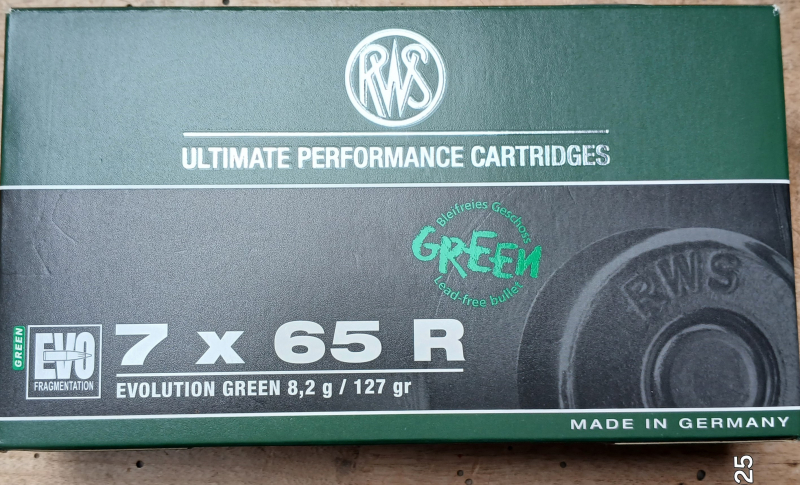 RWS
ULTIMATE PERFORMANCE CARTRIDGES
Bleifreies Geschoss
GREEN
Lead-free bullet
RWS
GREEN
EVO
FRAGMENTATION
7 x 65 R
EVOLUTION GREEN 8,2 g / 127 gr
MADE IN GERMANY
25